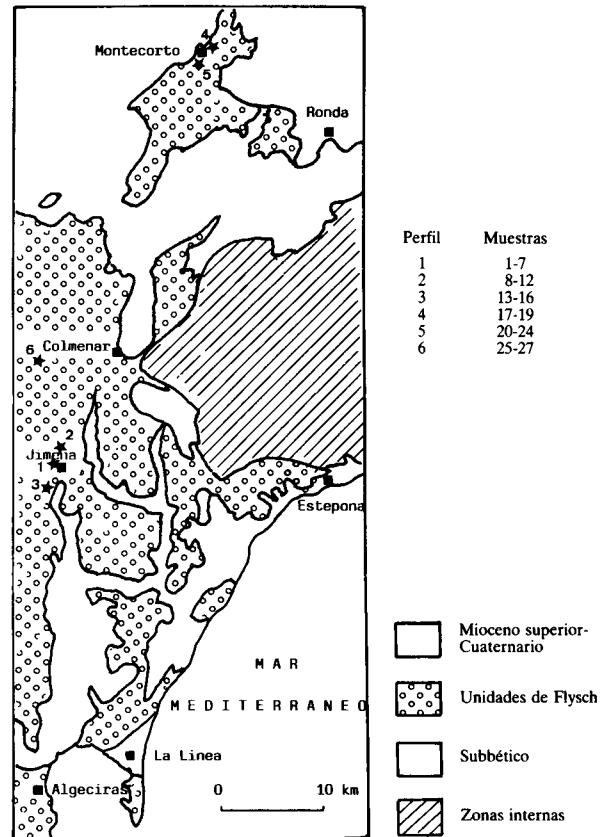 4
Montecorto
5
Ronda
Perfil Muestras
1 1-7
2 8-12
3 13-16
4 17-19
5 20-24
6 25-27
6 Colmenar
2
Jimena
1
3
Estepona
MAR
MEDITERRANEO
La Linea
Algeciras
0 10 km
Mioceno superior-
Cuaternario
Unidades de Flysch
Subbético
Zonas internas